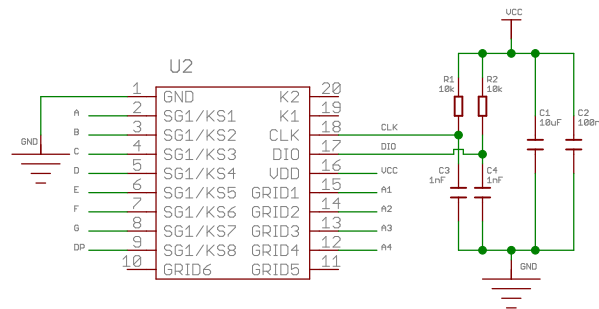 VCC
U2
R1
10k
R2
10k
1 GND K2 20
A 2 SG1/KS1 K1 19
B 3 SG1/KS2 CLK 18 CLK
C 4 SG1/KS3 DIO 17 DIO
D 5 SG1/KS4 VDD 16 VCC
E 6 SG1/KS5 GRID1 15 A1
F 7 SG1/KS6 GRID2 14 A2
G 8 SG1/KS7 GRID3 13 A3
DP 9 SG1/KS8 GRID4 12 A4
10 GRID6 GRID5 11
GND
C1
10uF
C2
100n
C3
1nF
C4
1nF
GND